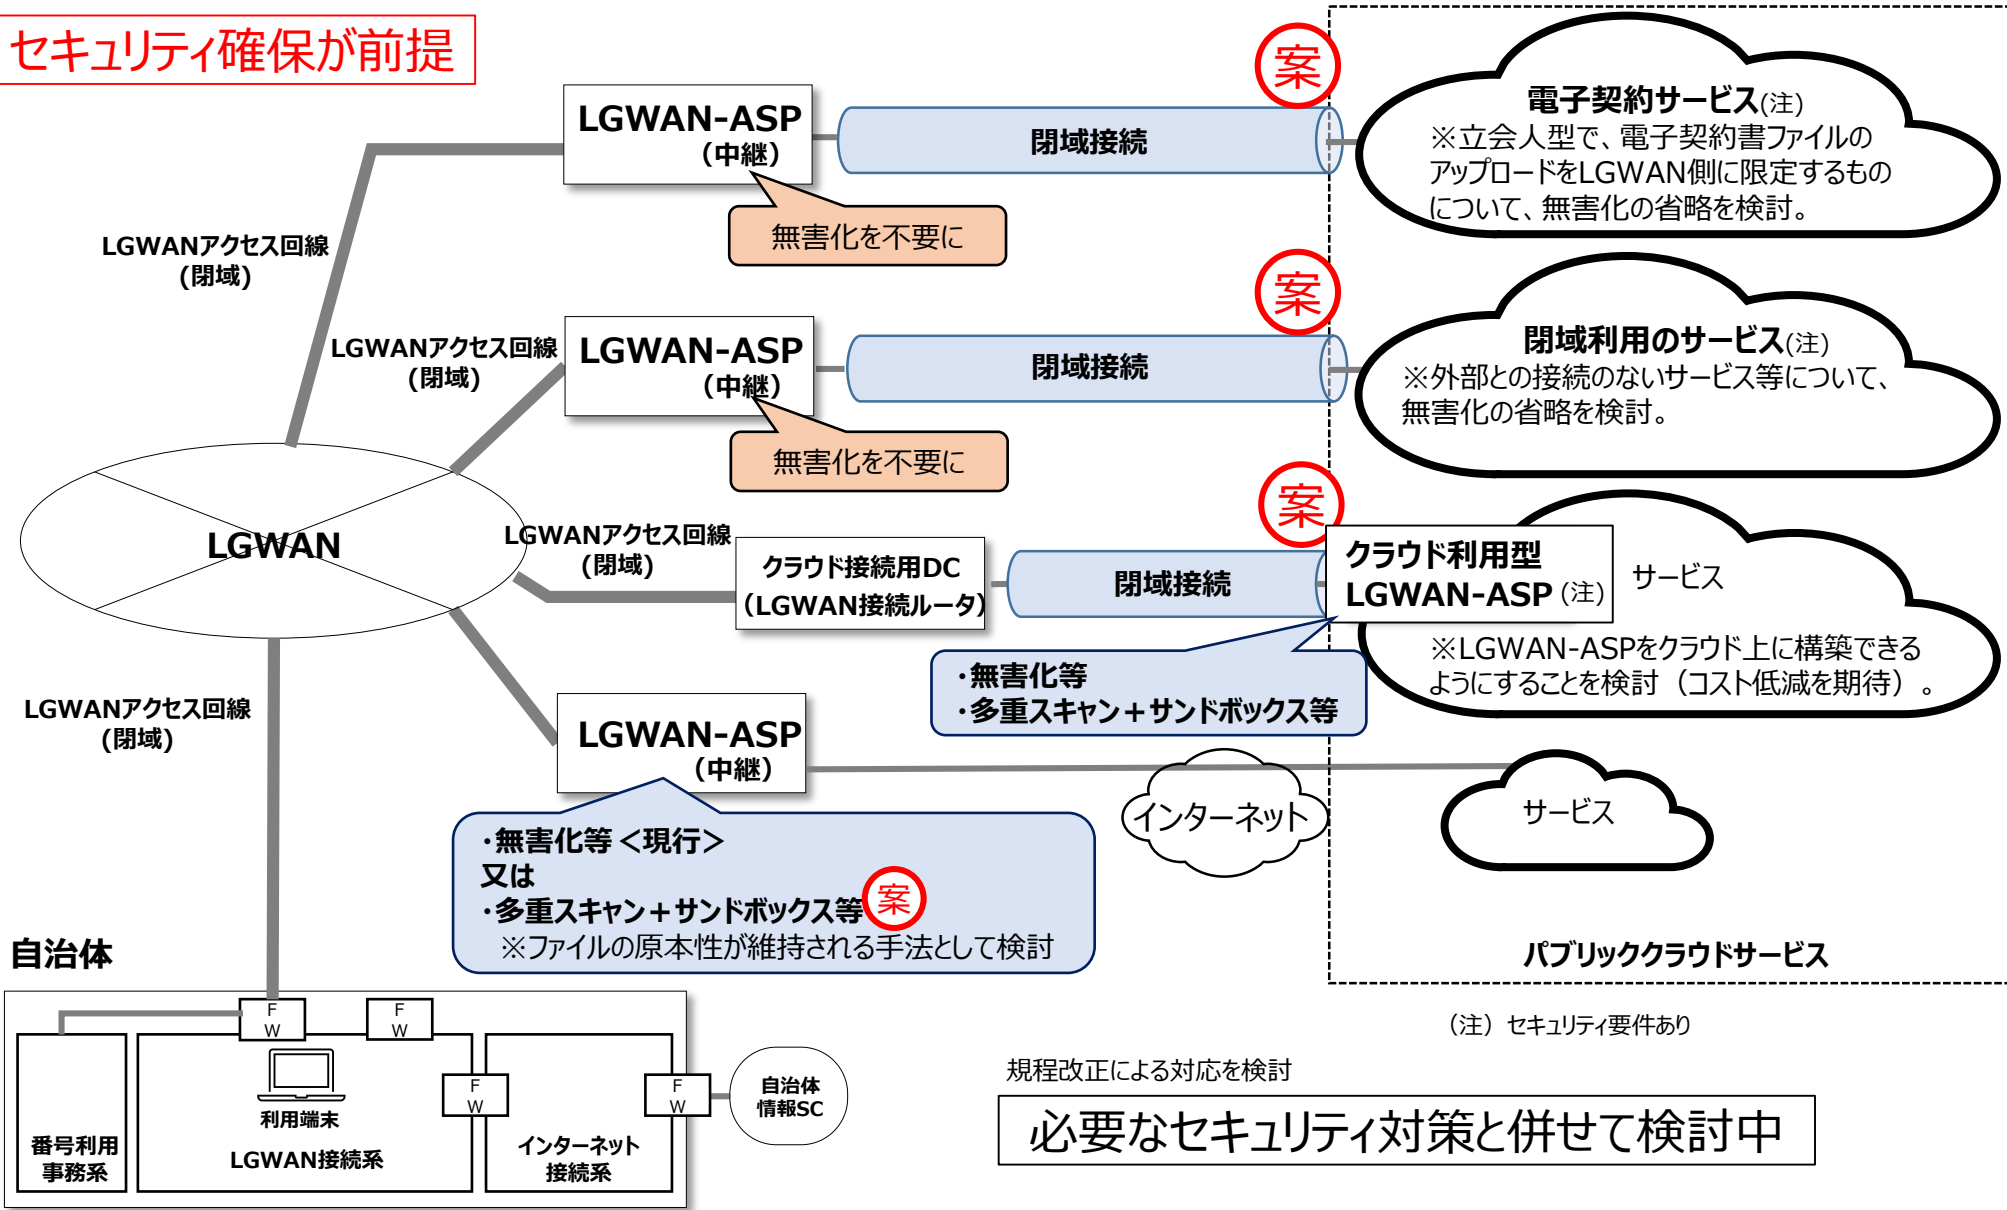 セキュリティ確保が前提
案
LGWAN-ASP
（中継）
閉域接続
電子契約サービス(注)
※立会人型で、電子契約書ファイルの
アップロードをLGWAN側に限定するもの
について、無害化の省略を検討。
無害化を不要に
LGWANアクセス回線
(閉域)
案
LGWANアクセス回線
(閉域)
LGWAN-ASP
（中継）
閉域接続
閉域利用のサービス(注)
※外部との接続のないサービス等について、
無害化の省略を検討。
無害化を不要に
案
LGWAN
LGWANアクセス回線
(閉域)
クラウド接続用DC
（LGWAN接続ルータ）
閉域接続
クラウド利用型
LGWAN-ASP (注)
サービス
※LGWAN-ASPをクラウド上に構築できる
ようにすることを検討（コスト低減を期待）。
・無害化等
・多重スキャン＋サンドボックス等
LGWANアクセス回線
(閉域)
LGWAN-ASP
（中継）
インターネット
サービス
・無害化等 ＜現行＞
又は
・多重スキャン＋サンドボックス等
案
※ファイルの原本性が維持される手法として検討
パブリッククラウドサービス
自治体
F
W
F
W
F
W
F
W
利用端末
番号利用
事務系
LGWAN接続系
インターネット
接続系
自治体
情報SC
（注）セキュリティ要件あり
規程改正による対応を検討
必要なセキュリティ対策と併せて検討中